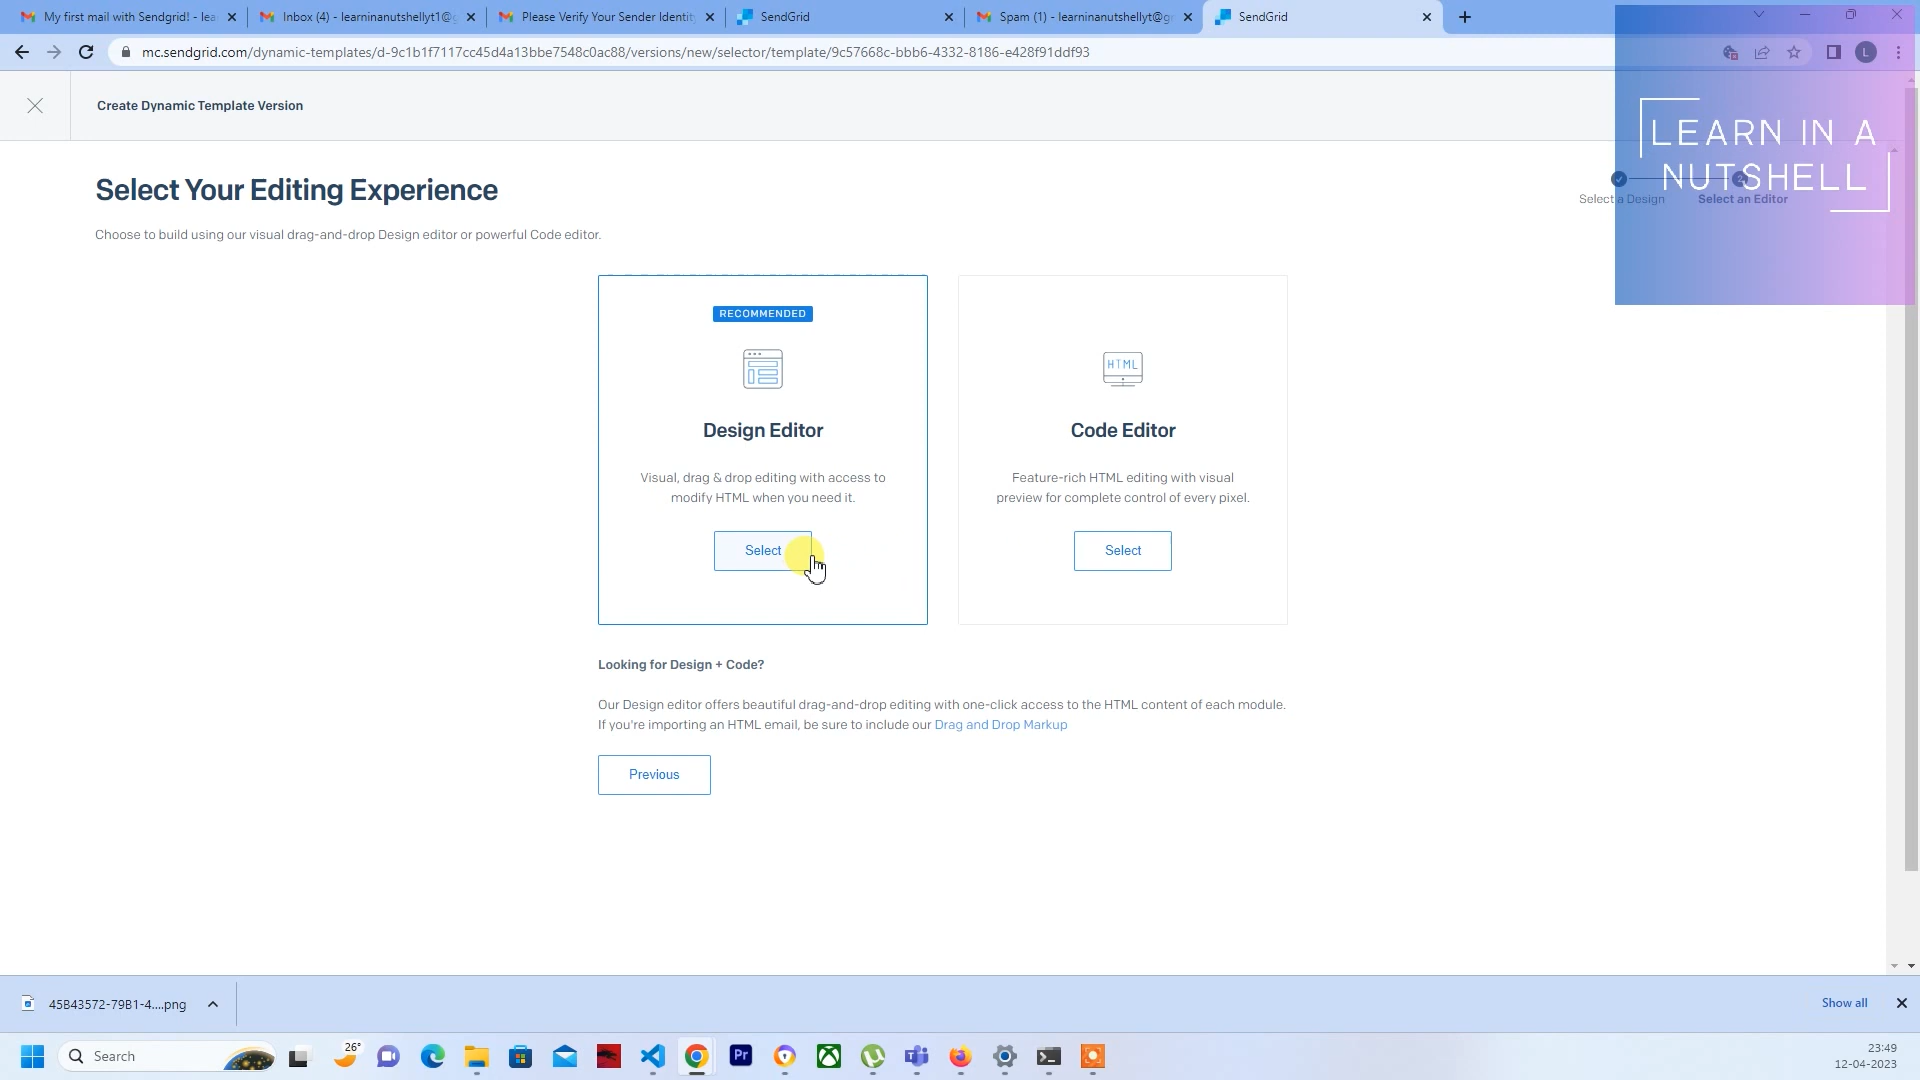 My first mail with Sendgrid! - lea
Inbox (4) - learninanutshellyt1@g
Please Verify Your Sender Identity
SendGrid
Spam (1) - learninanutshellyt@g
SendGrid
mc.sendgrid.com/dynamic-templates/d-9c1b1f7117cc45d4a13bbe7548c0ac88/versions/new/selector/template/9c57668c-bbb6-4332-8186-e428f91ddf93
L
Create Dynamic Template Version
LEARN IN A
NUTSHELL
Select Your Editing Experience
2
Select a Design
Select an Editor
Choose to build using our visual drag-and-drop Design editor or powerful Code editor.
RECOMMENDED
HTML
Design Editor
Code Editor
Visual, drag & drop editing with access to
modify HTML when you need it.
Feature-rich HTML editing with visual
preview for complete control of every pixel.
Select
Select
Looking for Design + Code?
Our Design editor offers beautiful drag-and-drop editing with one-click access to the HTML content of each module.
If you're importing an HTML email, be sure to include our Drag and Drop Markup
Previous
45B43572-79B1-4....png
Show all
Search
26°
Pr
23:49
12-04-2023